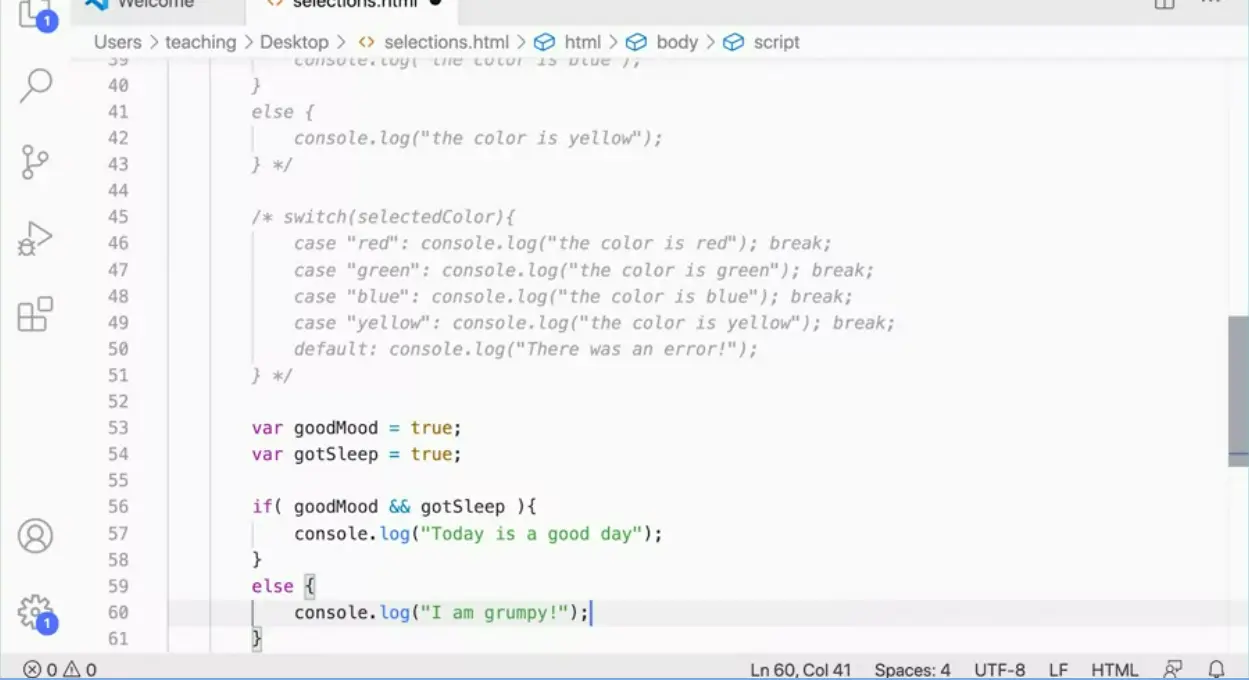 1
Welcome
selections.html
Users > teaching > Desktop > <> selections.html > html > body > script
39 console.log("the color is blue");
40 }
41 else {
42 console.log("the color is yellow");
43 } */
44
45 /* switch(selectedColor){
46 case "red": console.log("the color is red"); break;
47 case "green": console.log("the color is green"); break;
48 case "blue": console.log("the color is blue"); break;
49 case "yellow": console.log("the color is yellow"); break;
50 default: console.log("There was an error!");
51 } */
52
53 var goodMood = true;
54 var gotSleep = true;
55
56 if( goodMood && gotSleep ){
57 console.log("Today is a good day");
58 }
59 else {
60 console.log("I am grumpy!");
61 }
1
0 0 Ln 60, Col 41 Spaces: 4 UTF-8 LF HTML